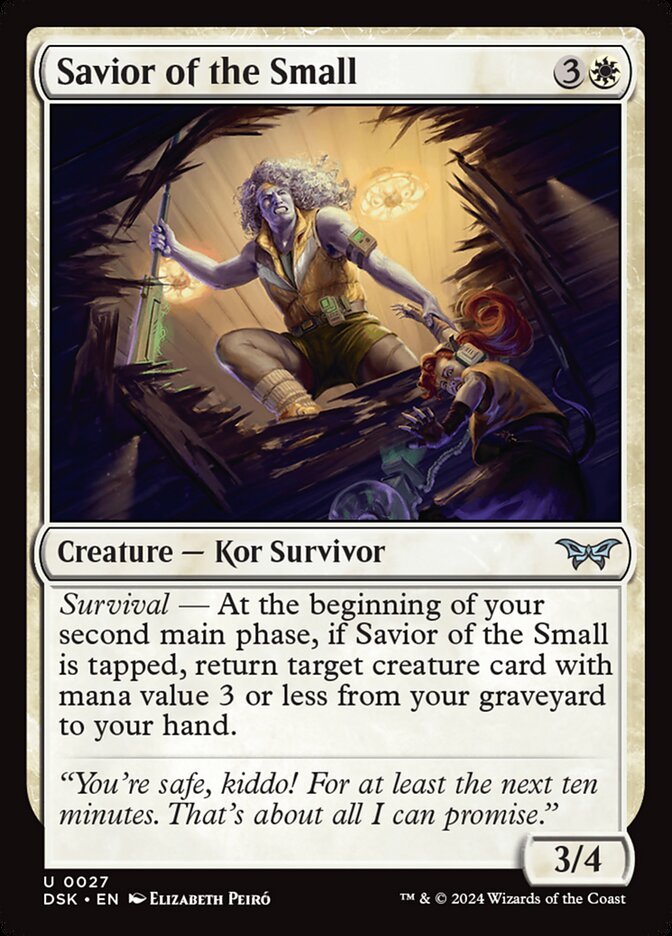 Savior of the Small
3
Creature — Kor Survivor
Survival — At the beginning of your
second main phase, if Savior of the Small
is tapped, return target creature card with
mana value 3 or less from your graveyard
to your hand.
“You’re safe, kiddo! For at least the next ten
minutes. That’s about all I can promise.”
3/4
U 0027
DSK • EN Elizabeth Peiró
™ & © 2024 Wizards of the Coast